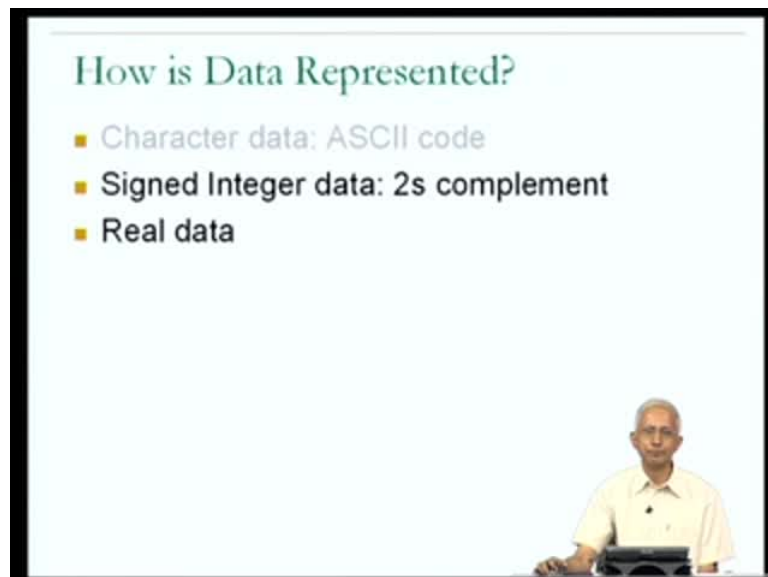 How is Data Represented?
Character data: ASCII code
Signed Integer data: 2s complement
Real data